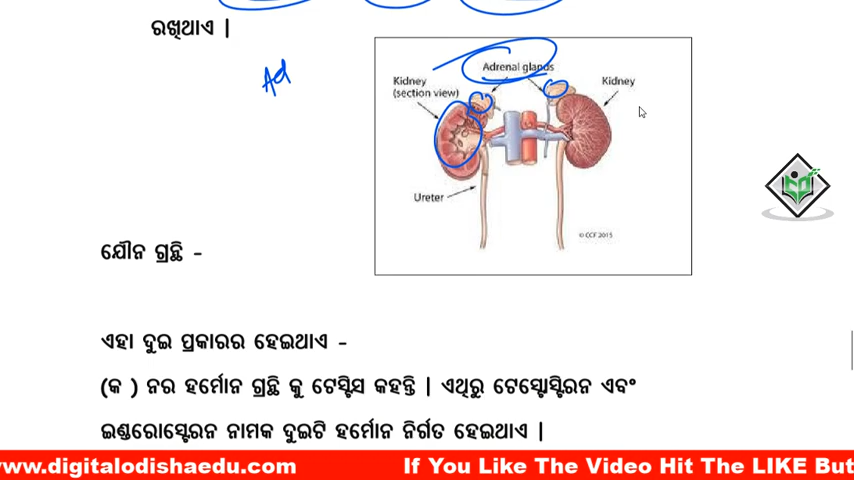 ରଖିଥାଏ |
Ad
Adrenal glands
Kidney
(section view)
Kidney
Ureter
© CCF 2015
ଯୌନ ଗ୍ରନ୍ଥି -
ଏହା ଦୁଇ ପ୍ରକାରର ହେଇଥାଏ -
(କ ) ନର ହର୍ମୋନ ଗ୍ରନ୍ଥି କୁ ଟେସ୍ଟିସ କହନ୍ତି | ଏଥିରୁ ଟେସ୍ଟୋସ୍ଟିରନ ଏବଂ
ଇଣ୍ଡରୋସ୍ଟେରନ ନାମକ ଦୁଇଟି ହର୍ମୋନ ନିର୍ଗତ ହେଇଥାଏ |
www.digitalodishaedu.com If You Like The Video Hit The LIKE But